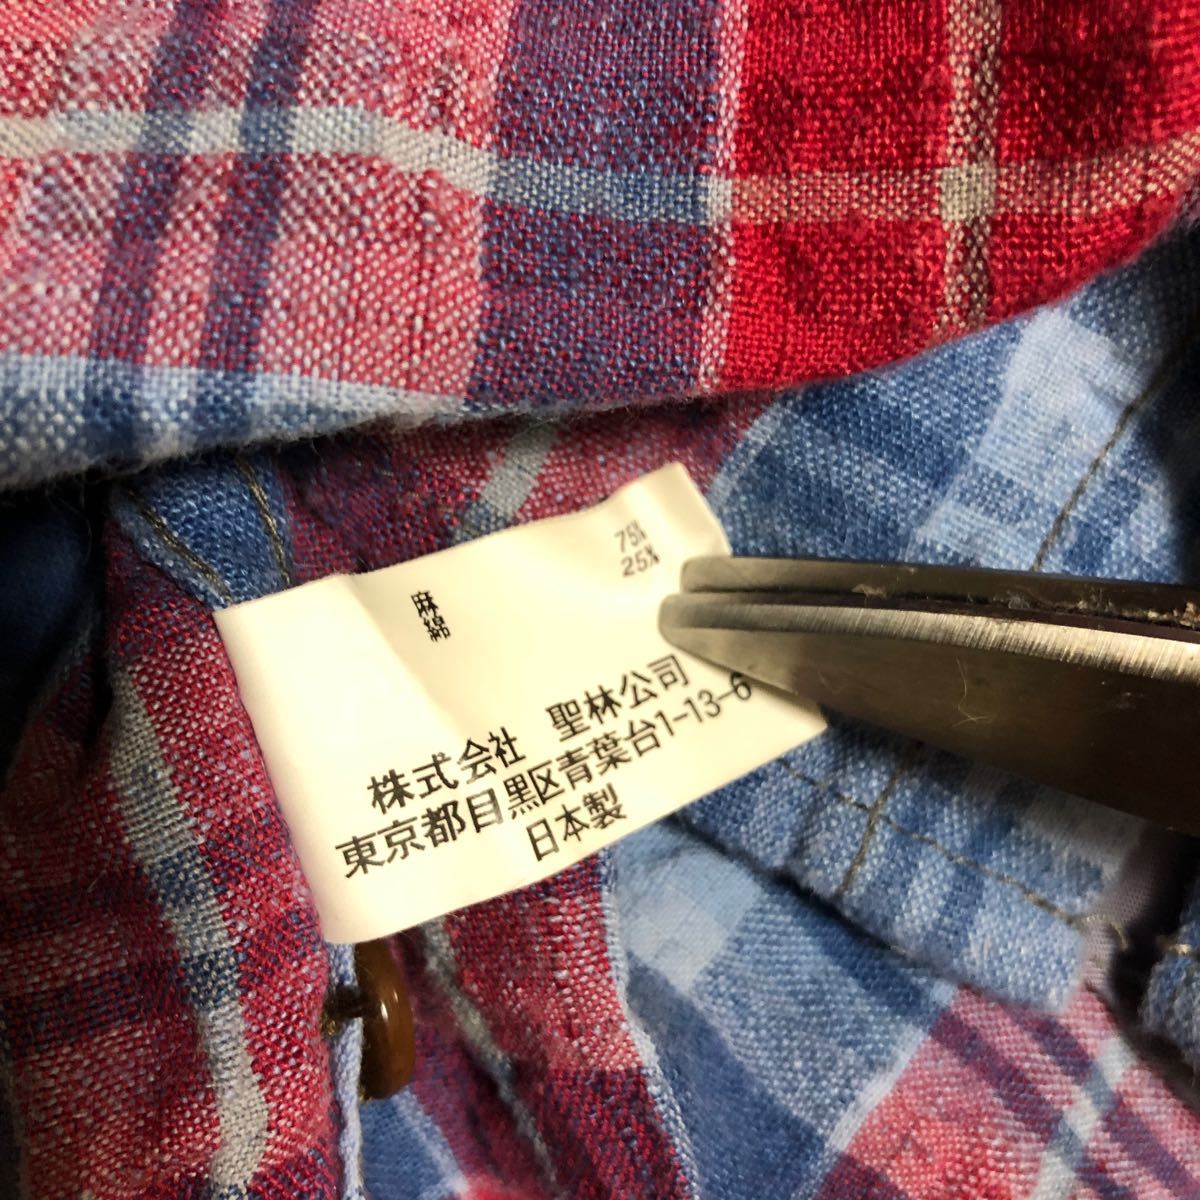 麻 75%
綿 25%
株式会社 聖林公司
東京都目黒区青葉台1-13-6
日本製